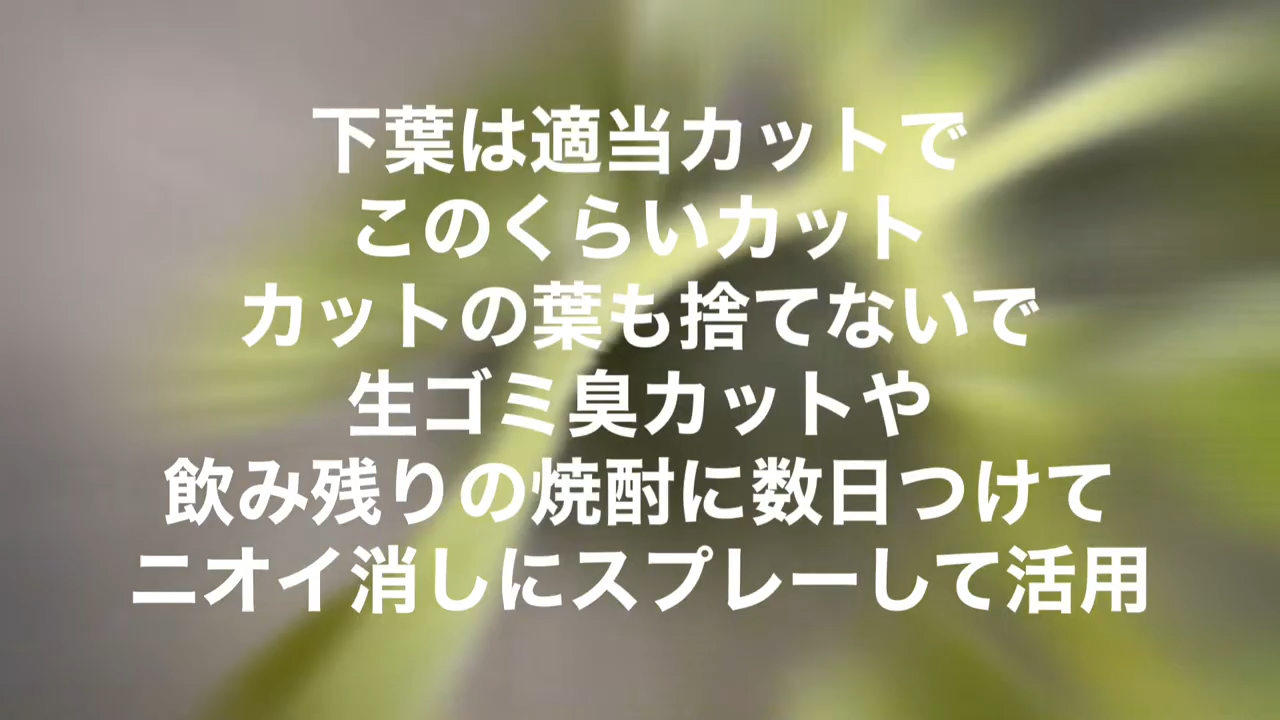 下葉は適当カットで
このくらいカット
カットの葉も捨てないで
生ゴミ臭カットや
飲み残りの焼酎に数日つけて
ニオイ消しにスプレーして活用